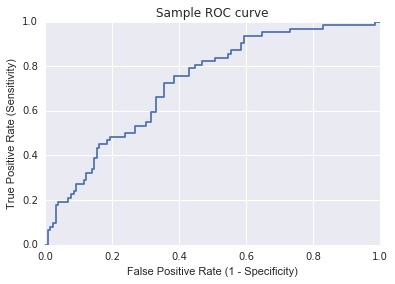 Sample ROC curve
True Positive Rate (Sensitivity)
1.0
0.8
0.6
0.4
0.2
0.0
0.0 0.2 0.4 0.6 0.8 1.0
False Positive Rate (1 - Specificity)